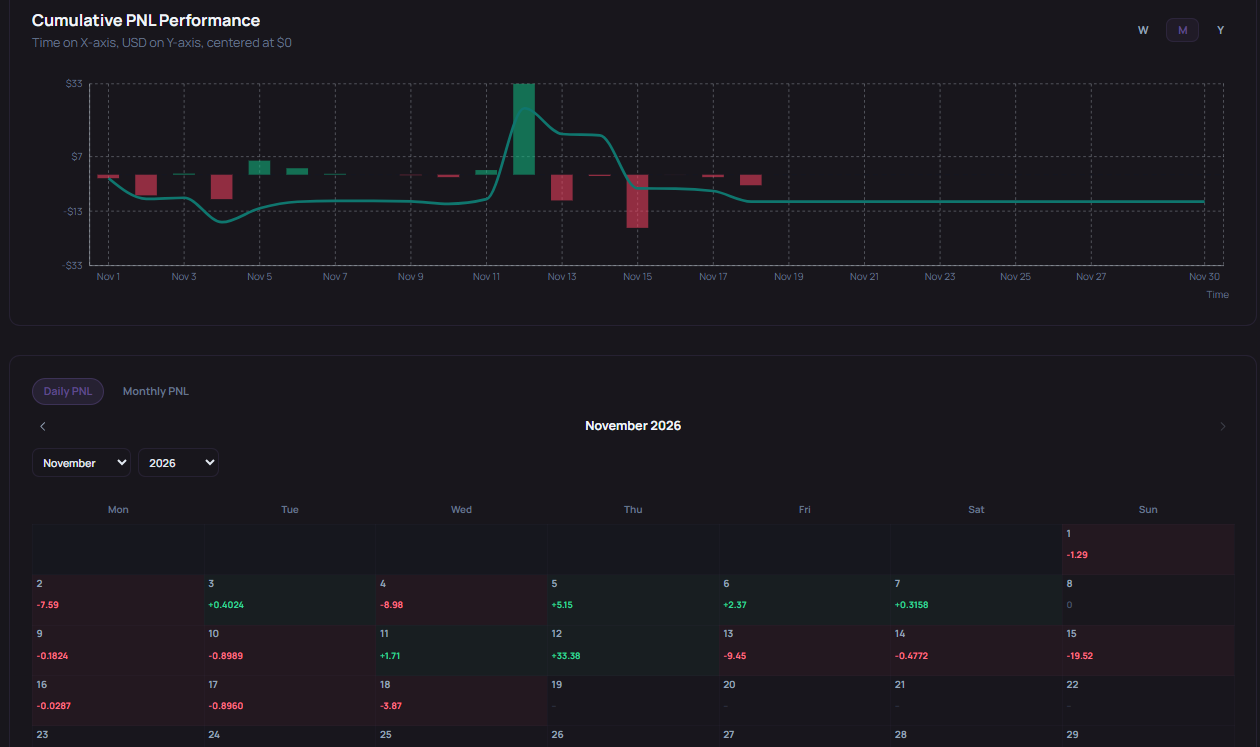 Cumulative PNL Performance
Time on X-axis, USD on Y-axis, centered at $0
W M Y
$33
$7
-$13
-$33
Nov 1 Nov 3 Nov 5 Nov 7 Nov 9 Nov 11 Nov 13 Nov 15 Nov 17 Nov 19 Nov 21 Nov 23 Nov 25 Nov 27 Nov 30
Time
Daily PNL Monthly PNL
November 2026
November 2026
Mon Tue Wed Thu Fri Sat Sun
1
-1.29
2 3 4 5 6 7 8
-7.59 +0.4024 -8.98 +5.15 +2.37 +0.3158 0
9 10 11 12 13 14 15
-0.1824 -0.8989 +1.71 +33.38 -9.45 -0.4772 -19.52
16 17 18 19 20 21 22
-0.0287 -0.8960 -3.87 - - - -
23 24 25 26 27 28 29